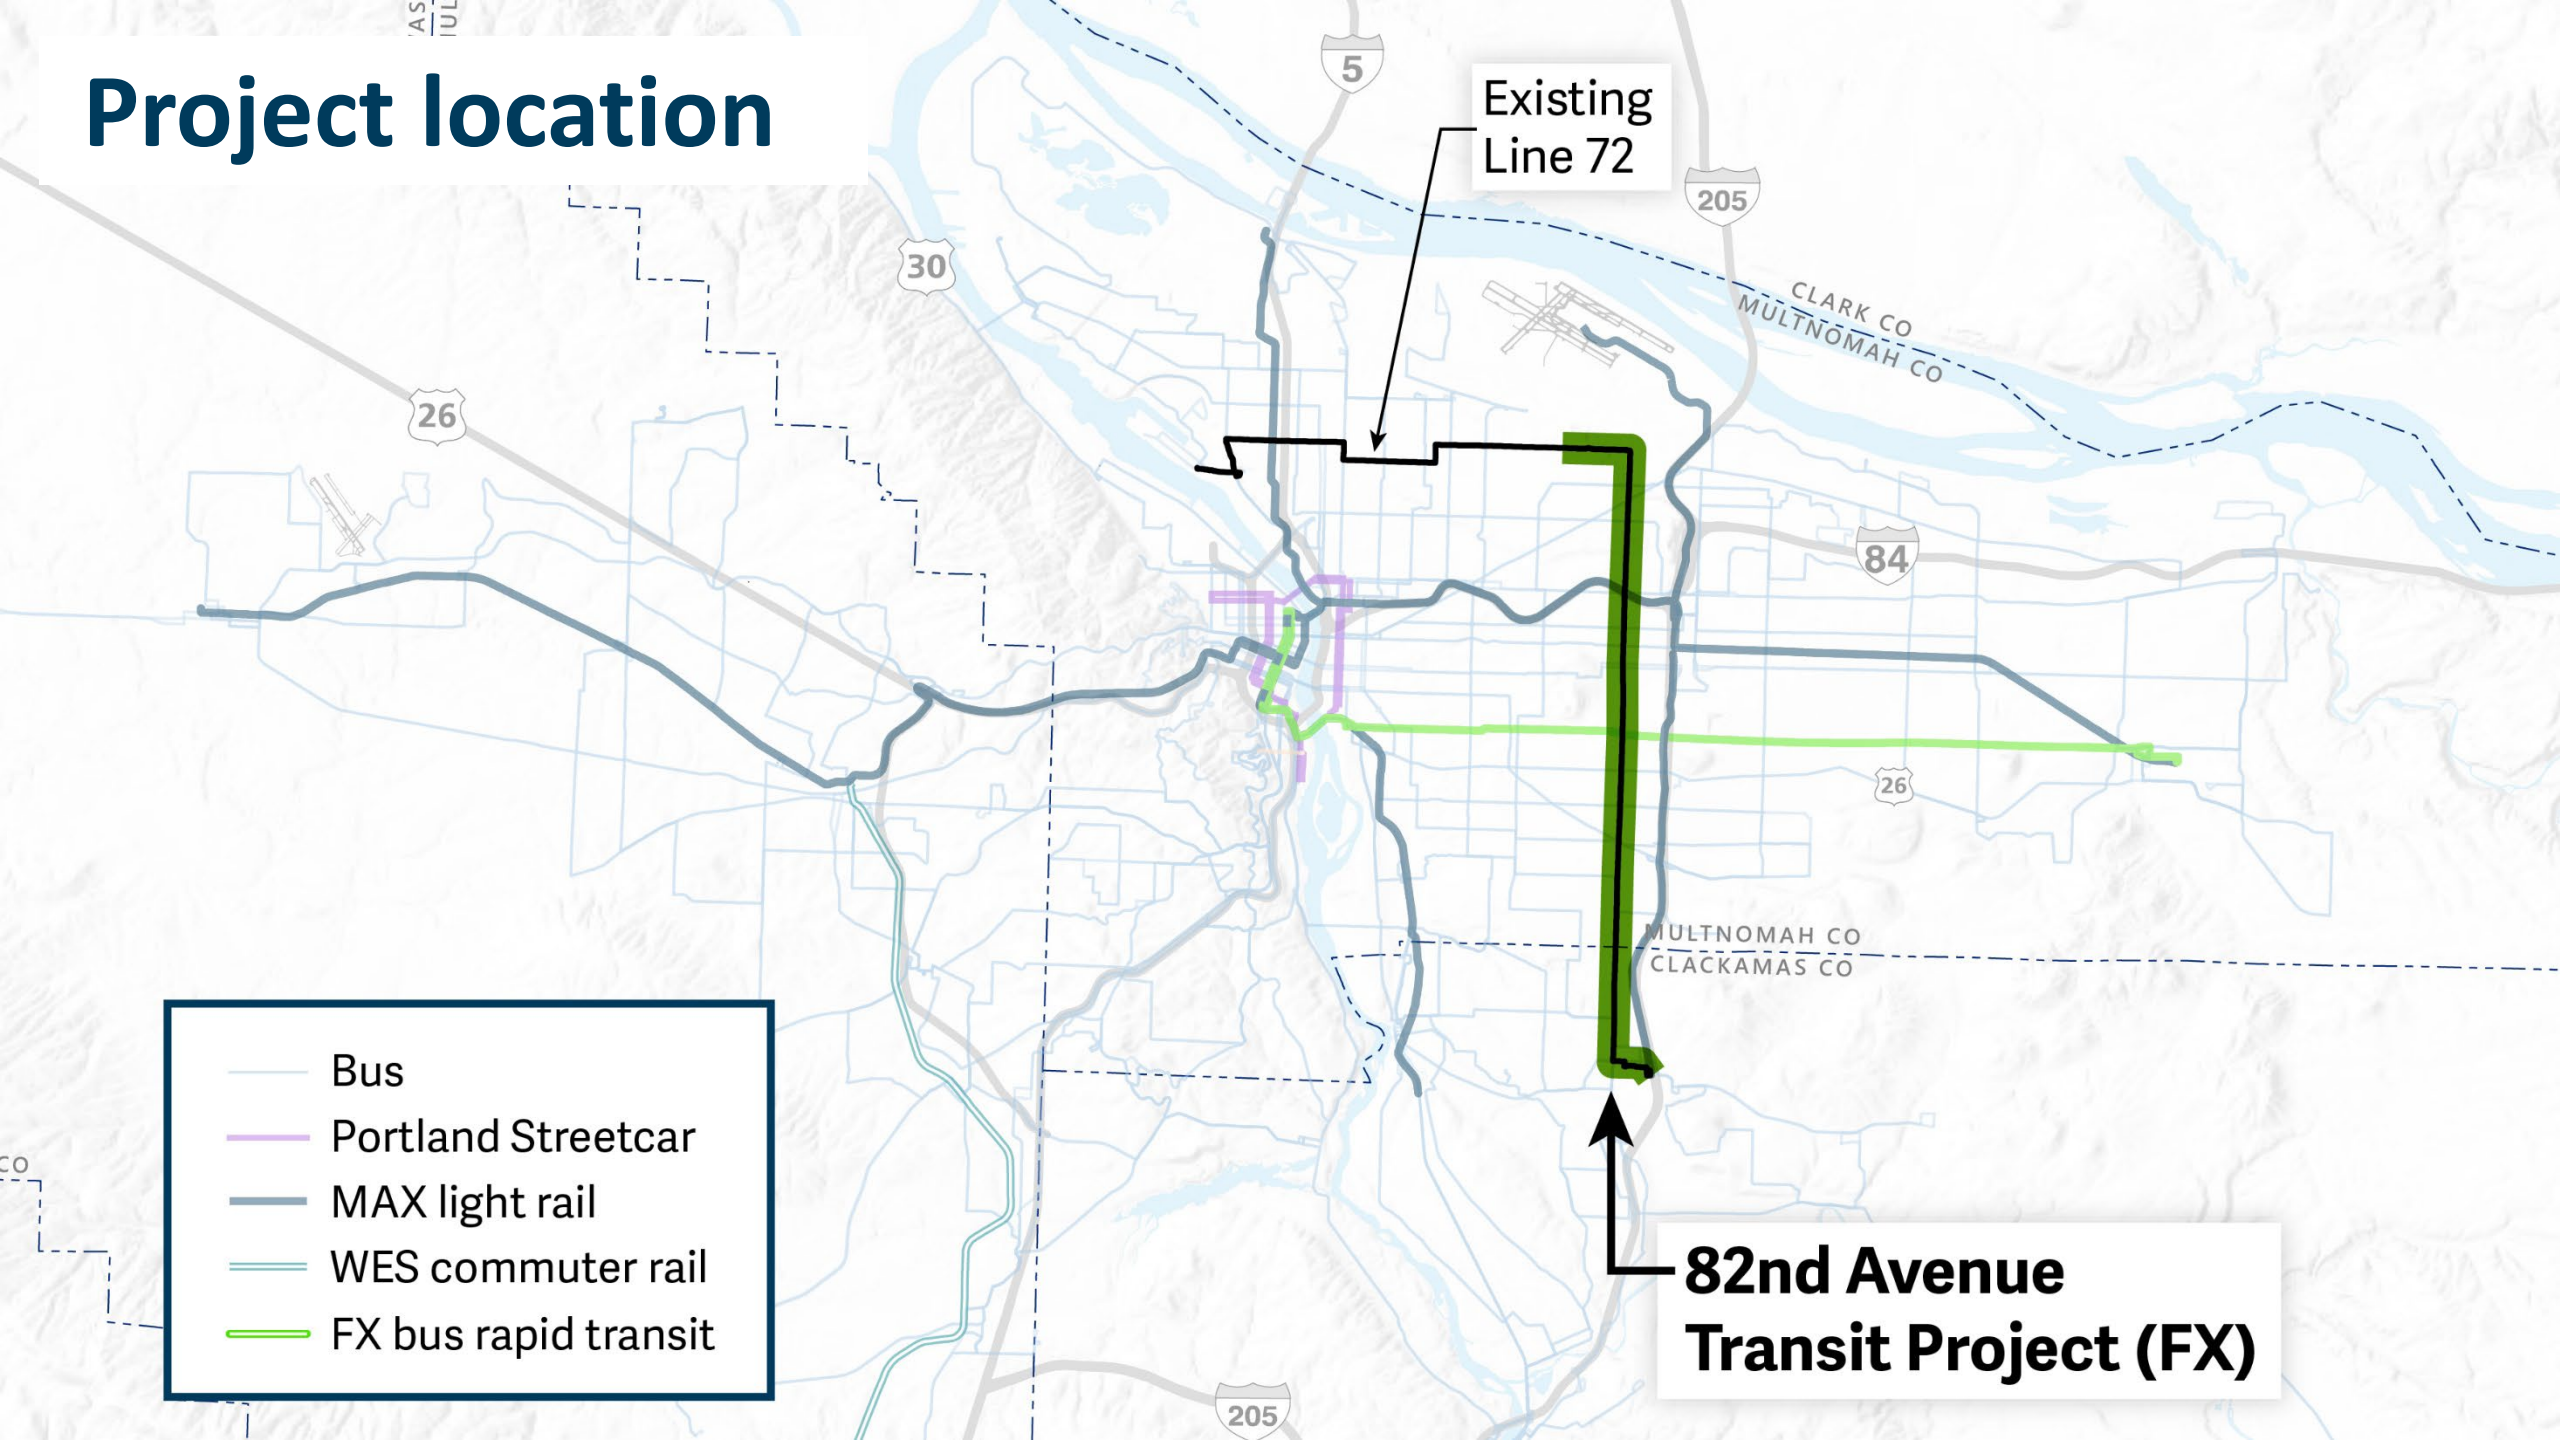 Project location
5
Existing
Line 72
205
30
CLARK CO
MULTNOMAH CO
26
84
26
MULTNOMAH CO
CLACKAMAS CO
CO
Bus
Portland Streetcar
MAX light rail
WES commuter rail
FX bus rapid transit
82nd Avenue
Transit Project (FX)
205